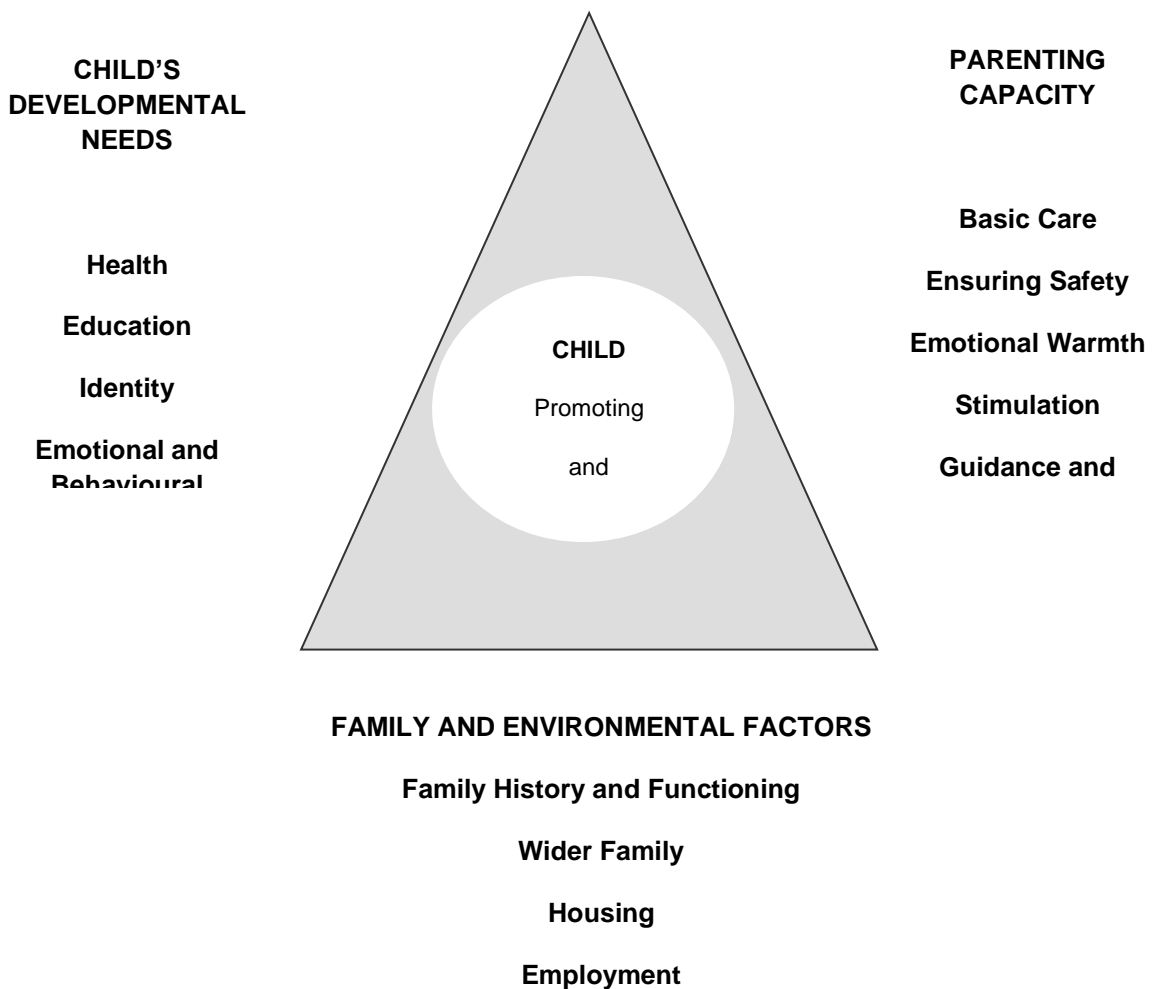 CHILD'S
DEVELOPMENTAL
NEEDS
Health
Education
Identity
Emotional and
Behavioural
PARENTING
CAPACITY
Basic Care
Ensuring Safety
Emotional Warmth
Stimulation
Guidance and
CHILD
Promoting
and
FAMILY AND ENVIRONMENTAL FACTORS
Family History and Functioning
Wider Family
Housing
Employment